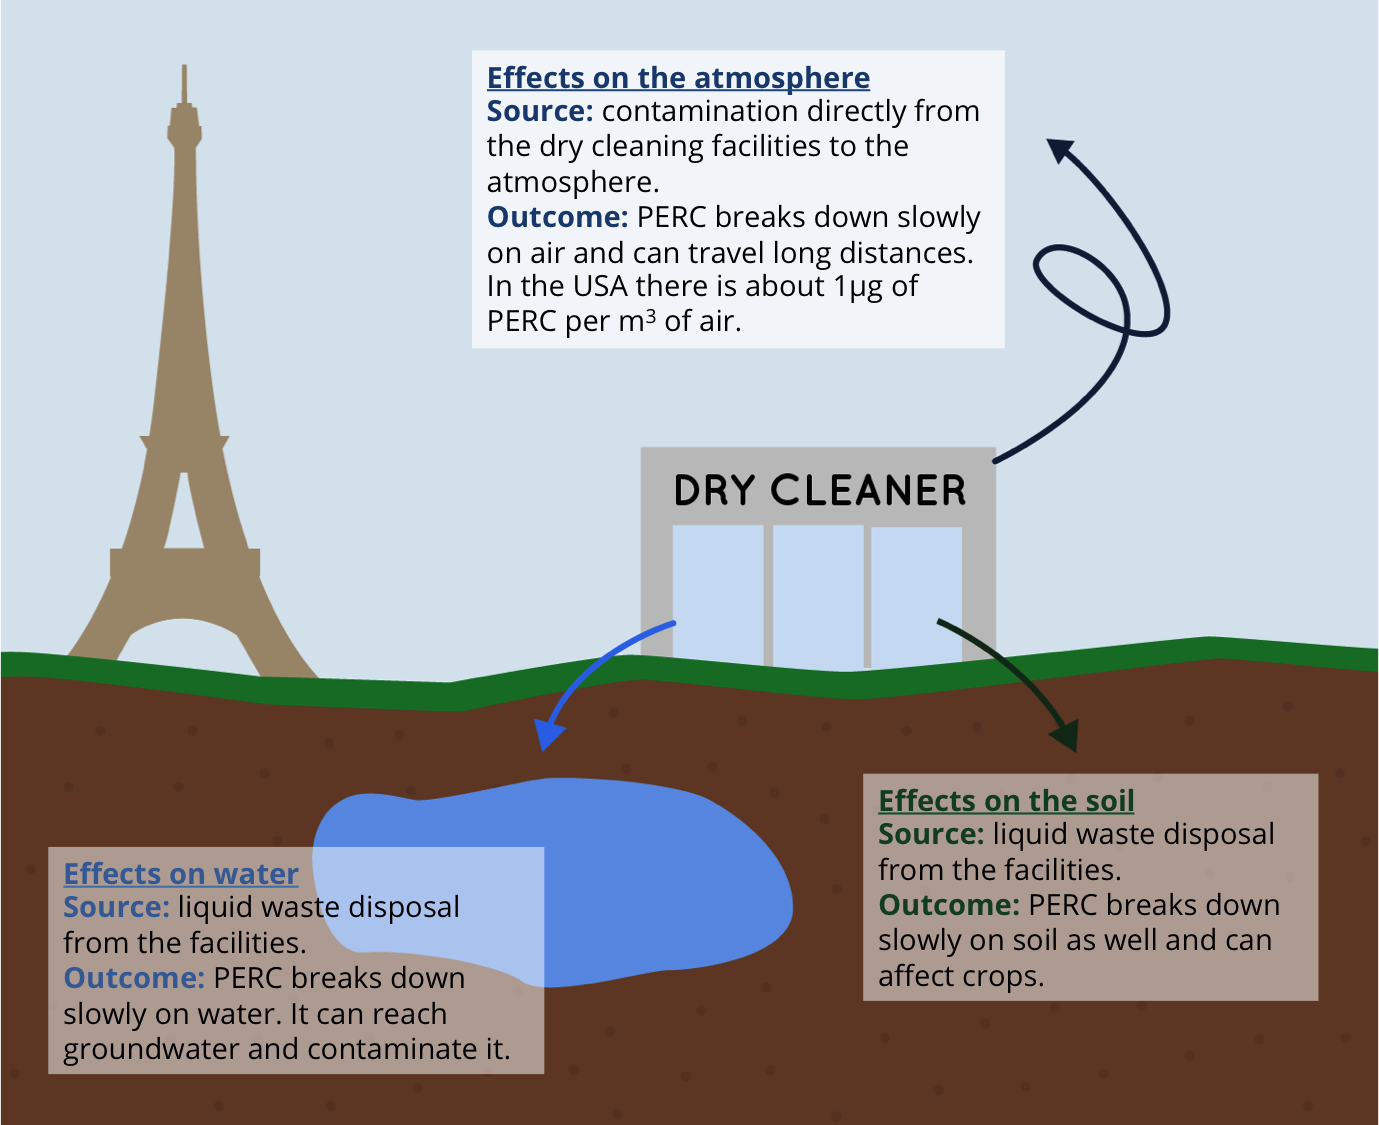 Effects on the atmosphere
Source: contamination directly from
the dry cleaning facilities to the
atmosphere.
Outcome: PERC breaks down slowly
on air and can travel long distances.
In the USA there is about 1µg of
PERC per m³ of air.
DRY CLEANER
Effects on water
Source: liquid waste disposal
from the facilities.
Outcome: PERC breaks down
slowly on water. It can reach
groundwater and contaminate it.
Effects on the soil
Source: liquid waste disposal
from the facilities.
Outcome: PERC breaks down
slowly on soil as well and can
affect crops.